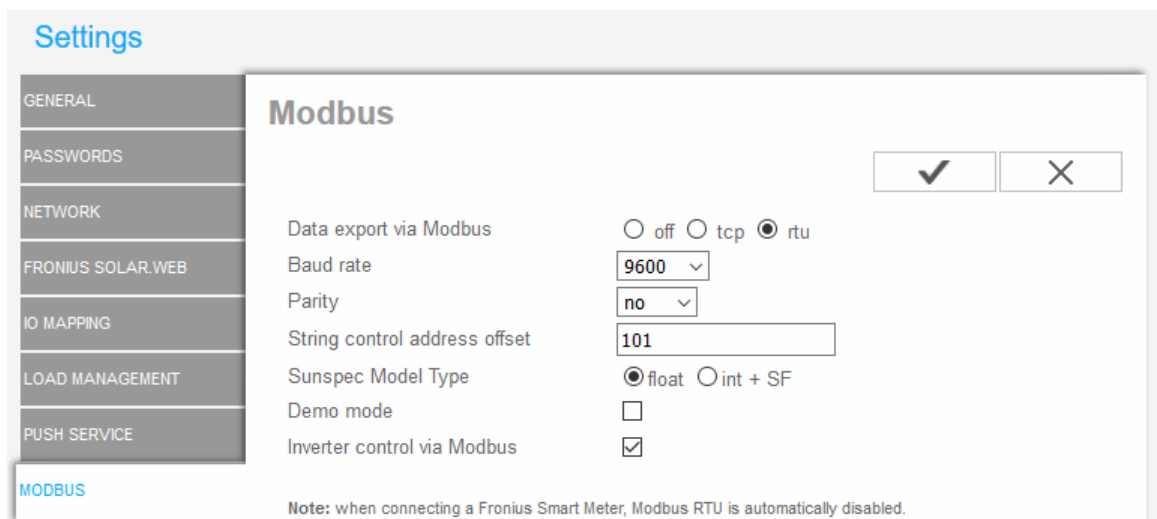 Settings
GENERAL
PASSWORDS
NETWORK
FRONIUS SOLAR.WEB
IO MAPPING
LOAD MANAGEMENT
PUSH SERVICE
MODBUS
Modbus
Data export via Modbus off tcp rtu
Baud rate 9600
Parity no
String control address offset 101
Sunspec Model Type float int + SF
Demo mode
Inverter control via Modbus
Note: when connecting a Fronius Smart Meter, Modbus RTU is automatically disabled.